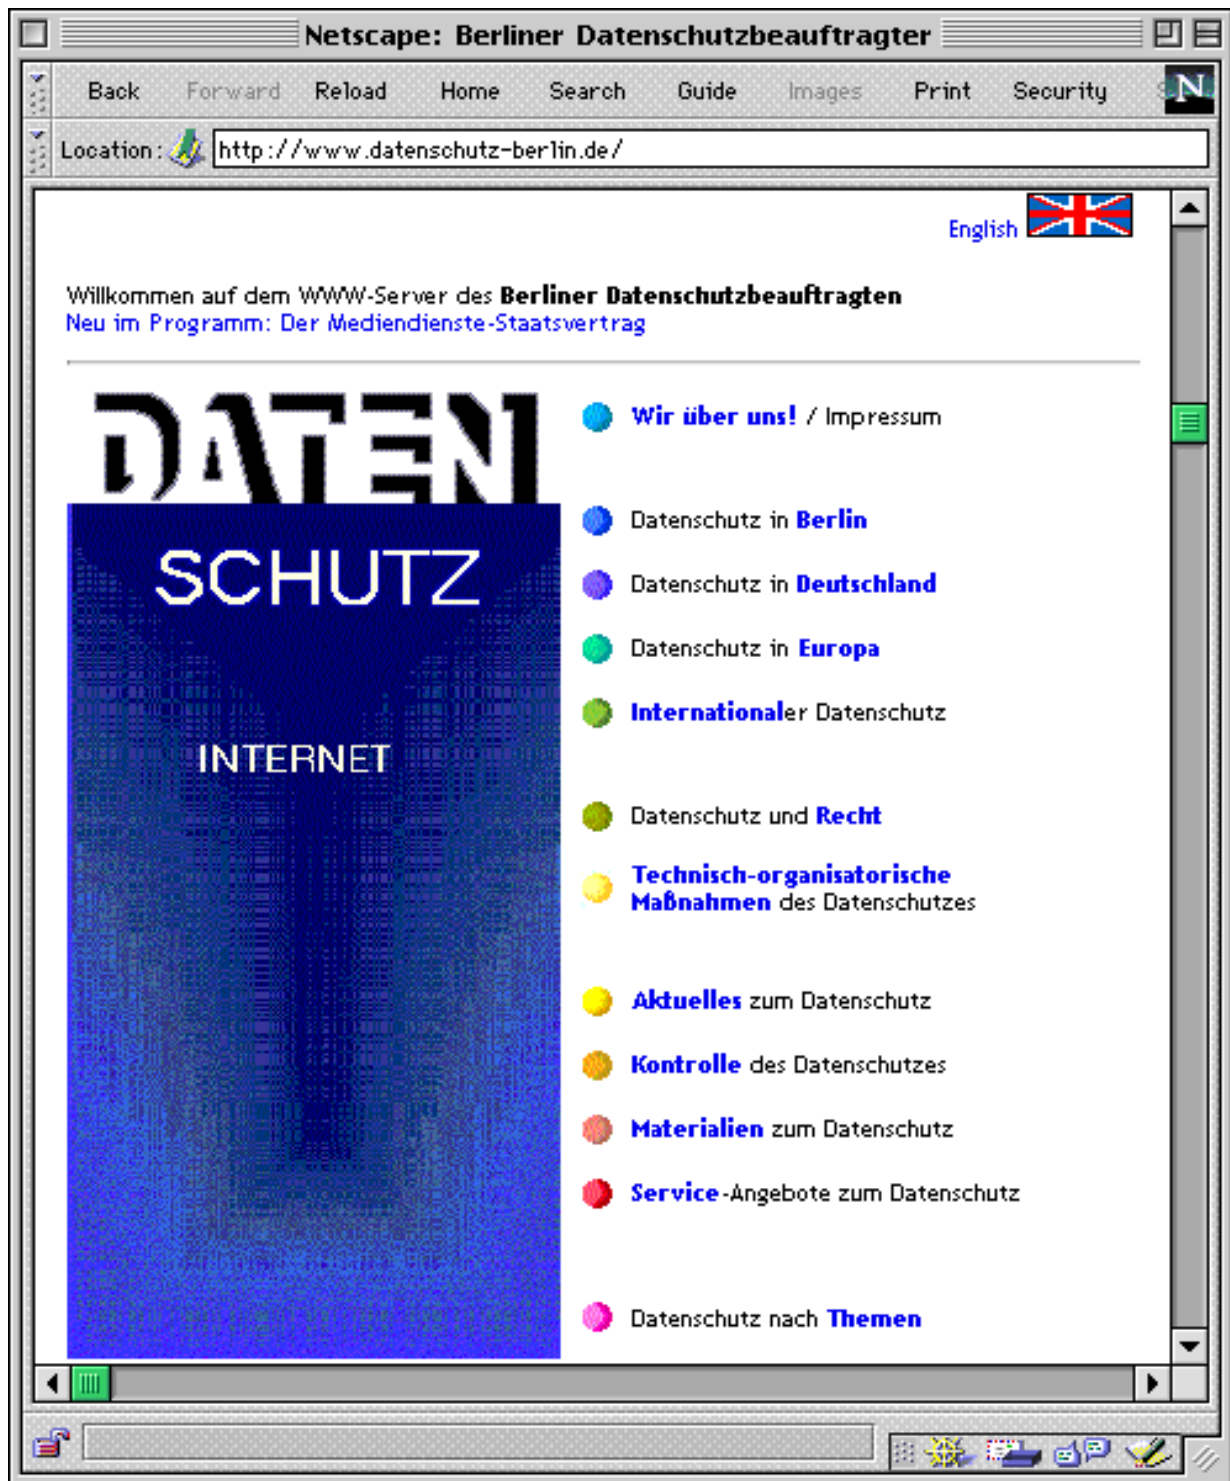 Netscape: Berliner Datenschutzbeauftragter
Back Forward Reload Home Search Guide Images Print Security
N
Location: http://www.datenschutz-berlin.de/
English
Willkommen auf dem WWW-Server des Berliner Datenschutzbeauftragten
Neu im Programm: Der Mediendienste-Staatsvertrag
DATEN
SCHUTZ
INTERNET
Wir über uns! / Impressum
Datenschutz in Berlin
Datenschutz in Deutschland
Datenschutz in Europa
Internationaler Datenschutz
Datenschutz und Recht
Technisch-organisatorische
Maßnahmen des Datenschutzes
Aktuelles zum Datenschutz
Kontrolle des Datenschutzes
Materialien zum Datenschutz
Service-Angebote zum Datenschutz
Datenschutz nach Themen